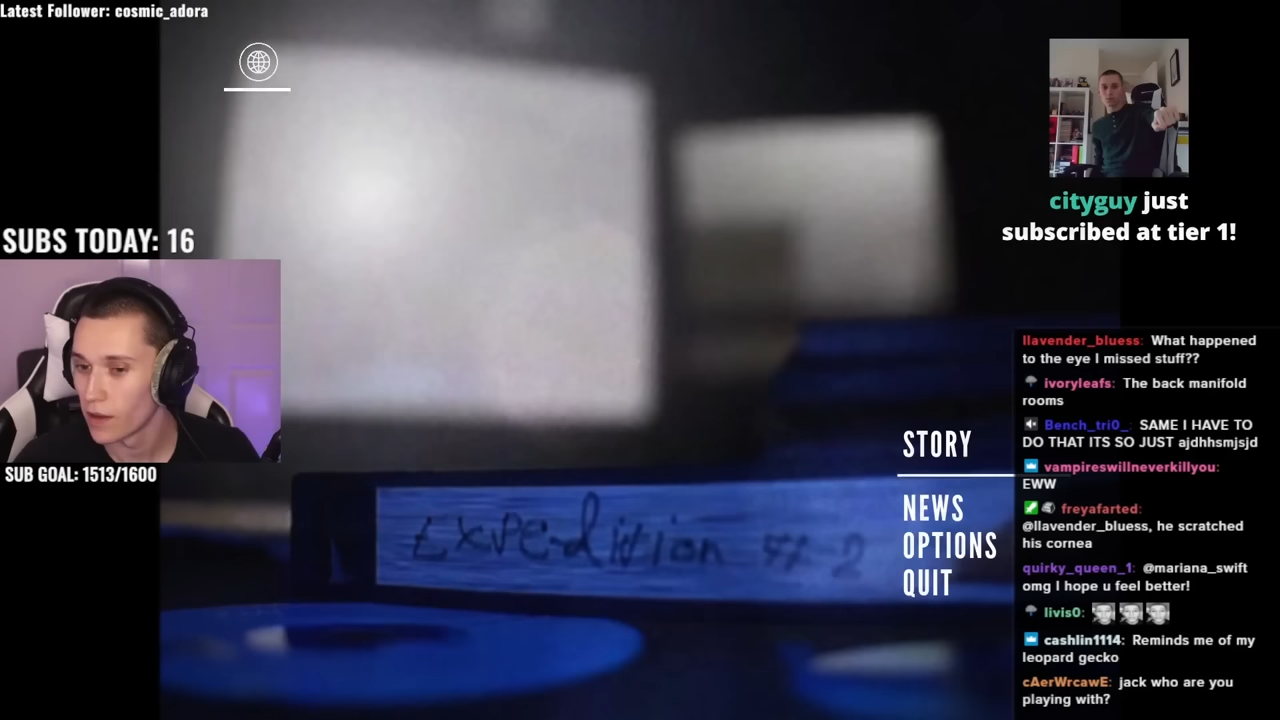 Latest Follower: cosmic_adora
cityguy just
subscribed at tier 1!
SUBS TODAY: 16
SUB GOAL: 1513/1600
Expedition #2
STORY
NEWS
OPTIONS
QUIT
llavender_bluess: What happened
to the eye I missed stuff??
ivoryleafs: The back manifold
rooms
Bench_tri0_: SAME I HAVE TO
DO THAT ITS SO JUST ajdhhsmjsjd
vampireswillneverkillyou:
EWW
freyafarted:
@llavender_bluess, he scratched
his cornea
quirky_queen_1: @mariana_swift
omg I hope u feel better!
livis0:
cashlin1114: Reminds me of my
leopard gecko
cAerWrcawE: jack who are you
playing with?